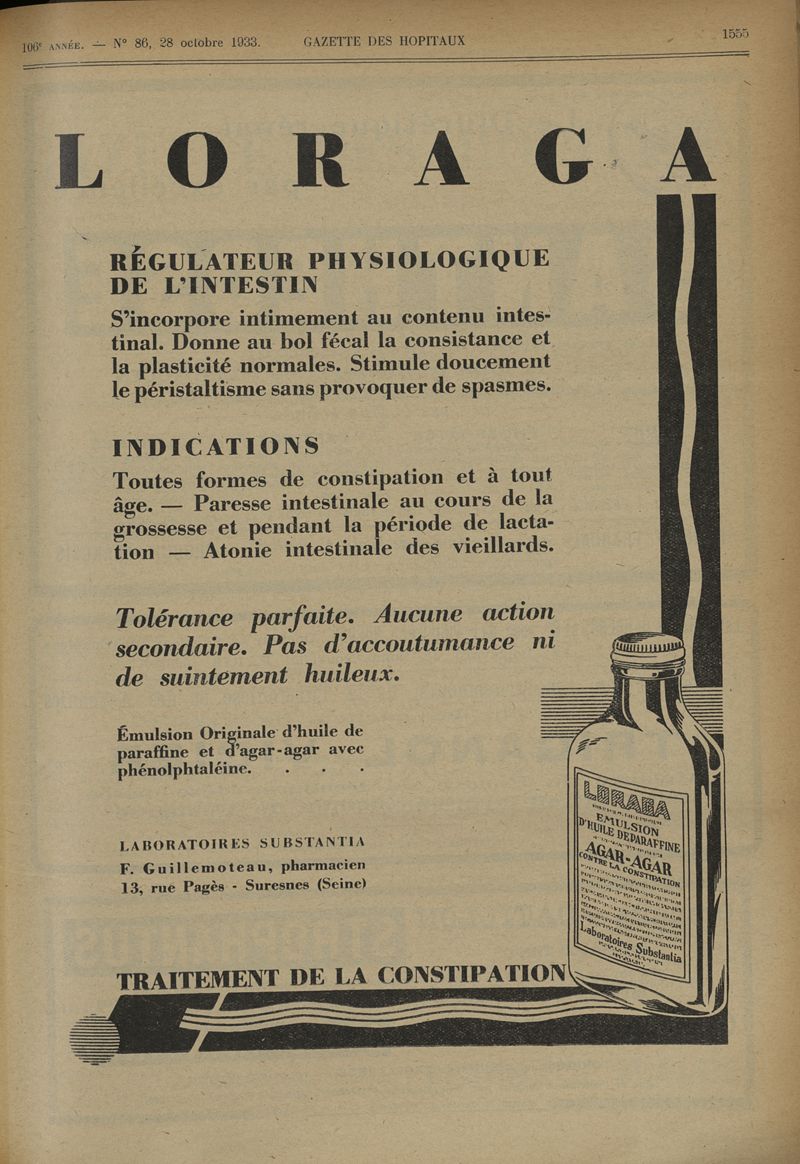 106e ANNÉE. — N° 86, 28 octobre 1933. GAZETTE DES HOPITAUX 1555
LORAGA
RÉGULATEUR PHYSIOLOGIQUE
DE L'INTESTIN
S'incorpore intimement au contenu intes-
tinal. Donne au bol fécal la consistance et
la plasticité normales. Stimule doucement
le péristaltisme sans provoquer de spasmes.
INDICATIONS
Toutes formes de constipation et à tout
âge. — Paresse intestinale au cours de la
grossesse et pendant la période de lacta-
tion — Atonie intestinale des vieillards.
Tolérance parfaite. Aucune action
secondaire. Pas d'accoutumance ni
de suintement huileux.
Émulsion Originale d'huile de
paraffine et d'agar-agar avec
phénolphtaléine. . . .
LABORATOIRES SUBSTANTIA
F. Guillemoteau, pharmacien
13, rue Pagès - Suresnes (Seine)
LORAGA
EMULSION
D'HUILE DE PARAFFINE
AGAR-AGAR
CONTRE LA CONSTIPATION
Laboratoires Substantia
TRAITEMENT DE LA CONSTIPATION